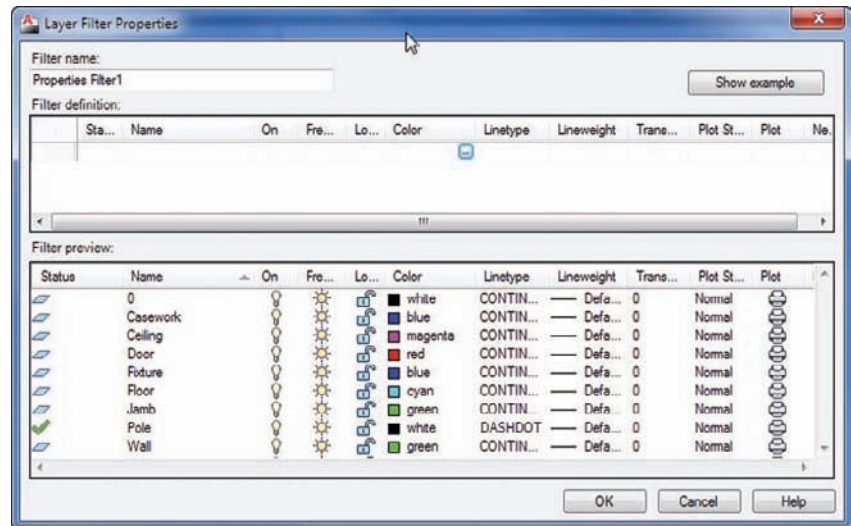 Layer Filter Properties
Filter name:
Properties Filter1
Show example
Filter definition:
Sta... Name On Fre... Lo... Color Linetype Lineweight Trans... Plot St... Plot Ne.
Filter preview:
Status Name On Fre... Lo... Color Linetype Lineweight Trans... Plot St... Plot
0 white CONTIN... Defa... 0 Normal
Casework blue CONTIN... Defa... 0 Normal
Ceiling magenta CONTIN... Defa... 0 Normal
Door red CONTIN... Defa... 0 Normal
Fixture blue CONTIN... Defa... 0 Normal
Floor cyan CONTIN... Defa... 0 Normal
Jamb green CONTIN... Defa... 0 Normal
Pole white DASHDOT Defa... 0 Normal
Wall green CONTIN... Defa... 0 Normal
OK Cancel Help